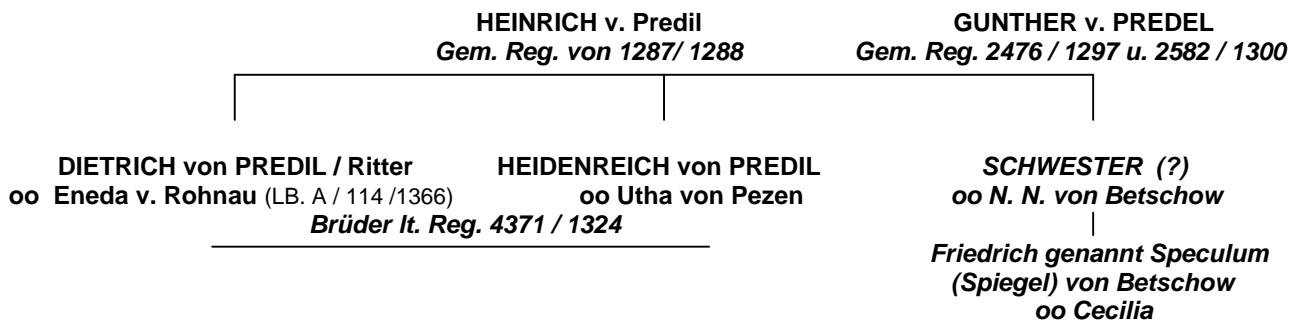 HEINRICH v. Predil
Gem. Reg. von 1287/ 1288
GUNTHER v. PREDEL
Gem. Reg. 2476 / 1297 u. 2582 / 1300
DIETRICH von PREDIL / Ritter
oo Eneda v. Rohnau (LB. A / 114 /1366)
HEIDENREICH von PREDIL
oo Utha von Pezen
Brüder lt. Reg. 4371 / 1324
SCHWESTER (?)
oo N. N. von Betschow
Friedrich genannt Speculum
(Spiegel) von Betschow
oo Cecilia